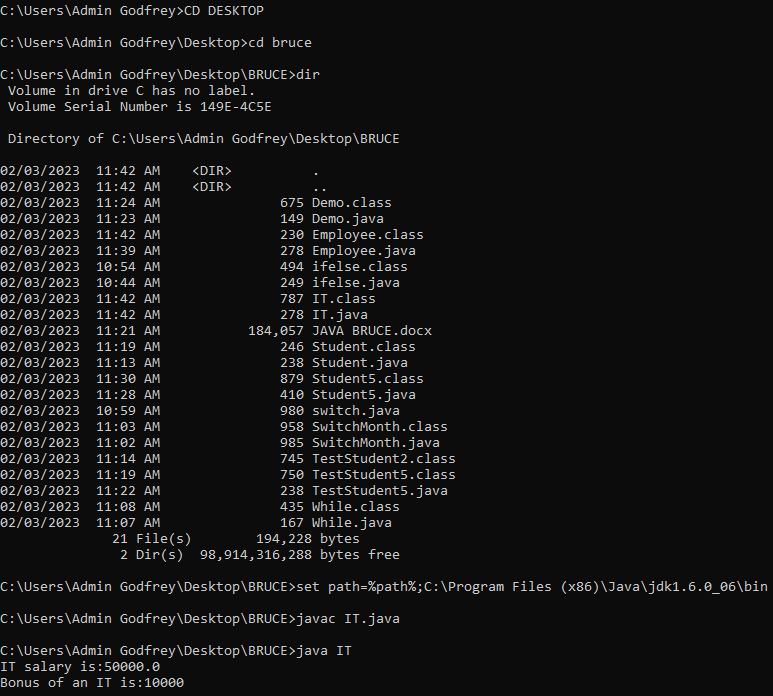 C:\Users\Admin Godfrey>CD DESKTOP
C:\Users\Admin Godfrey\Desktop>cd bruce
C:\Users\Admin Godfrey\Desktop\BRUCE>dir
 Volume in drive C has no label.
 Volume Serial Number is 149E-4C5E
 Directory of C:\Users\Admin Godfrey\Desktop\BRUCE
02/03/2023  11:42 AM    <DIR>          .
02/03/2023  11:42 AM    <DIR>          ..
02/03/2023  11:24 AM               675 Demo.class
02/03/2023  11:23 AM               149 Demo.java
02/03/2023  11:42 AM               230 Employee.class
02/03/2023  11:39 AM               278 Employee.java
02/03/2023  10:54 AM               494 ifelse.class
02/03/2023  10:44 AM               249 ifelse.java
02/03/2023  11:42 AM               787 IT.class
02/03/2023  11:42 AM               278 IT.java
02/03/2023  11:21 AM           184,057 JAVA BRUCE.docx
02/03/2023  11:19 AM               246 Student.class
02/03/2023  11:13 AM               238 Student.java
02/03/2023  11:30 AM               879 Student5.class
02/03/2023  11:28 AM               410 Student5.java
02/03/2023  10:59 AM               980 switch.java
02/03/2023  11:03 AM               958 SwitchMonth.class
02/03/2023  11:02 AM               985 SwitchMonth.java
02/03/2023  11:14 AM               745 TestStudent2.class
02/03/2023  11:19 AM               750 TestStudent5.class
02/03/2023  11:22 AM               238 TestStudent5.java
02/03/2023  11:08 AM               435 While.class
02/03/2023  11:07 AM               167 While.java
              21 File(s)        194,228 bytes
               2 Dir(s)  98,914,316,288 bytes free
C:\Users\Admin Godfrey\Desktop\BRUCE>set path=%path%;C:\Program Files (x86)\Java\jdk1.6.0_06\bin
C:\Users\Admin Godfrey\Desktop\BRUCE>javac IT.java
C:\Users\Admin Godfrey\Desktop\BRUCE>java IT
IT salary is:50000.0
Bonus of an IT is:10000